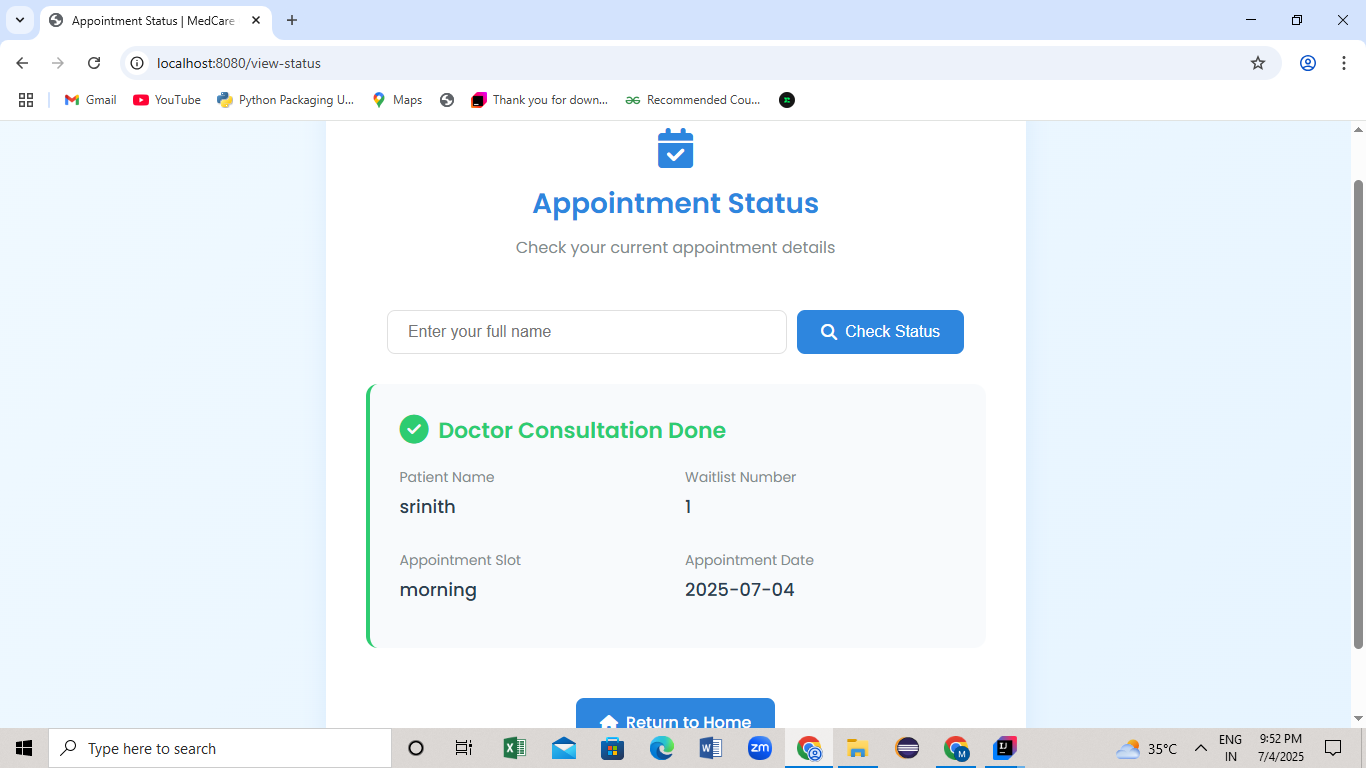 Appointment Status | MedCare
localhost:8080/view-status
Gmail YouTube Python Packaging U... Maps Thank you for down... Recommended Cou...
Appointment Status
Check your current appointment details
Enter your full name Check Status
Doctor Consultation Done
Patient Name Waitlist Number
srinith 1
Appointment Slot Appointment Date
morning 2025-07-04
Return to Home
Type here to search zm M IJ 35°C ENG 9:52 PM
IN 7/4/2025